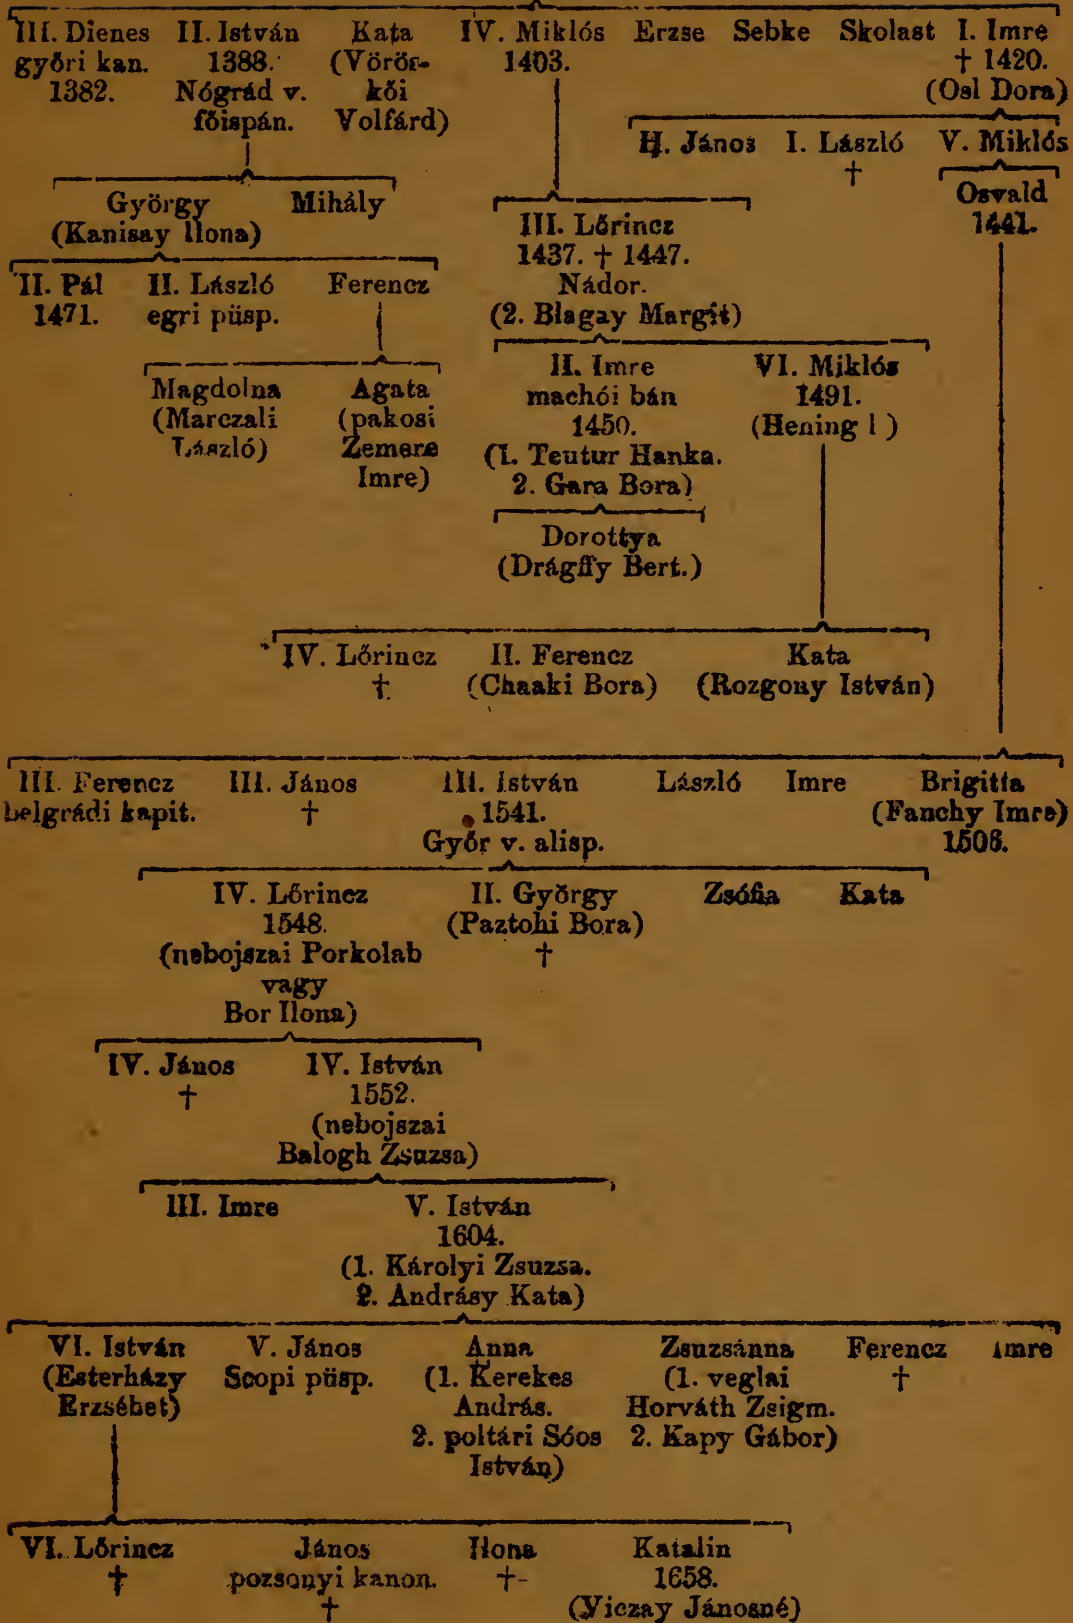 III. Dienes II. István Kata IV. Miklós Erzse Sebke Skolast I. Imre
győri kan. 1388. (Vörös- 1403. † 1420.
1382. Nógrád v. kői (Osl Dora)
főispán. Volfárd)
II. János I. László V. Miklós
†
György Mihály Osvald
(Kanisay Ilona) 1441.
III. Lőrincz
1437. † 1447.
Nádor.
(2. Blagay Margit)
II. Pál II. László Ferencz
1471. egri püsp.
II. Imre VI. Miklós
machói bán 1491.
1450. (Hening l )
(1. Teutur Hanka.
2. Gara Bora)
Magdolna Agata
(Marczali (pakosi
László) Zemere
Imre)
Dorottya
(Drágffy Bert.)
IV. Lőrincz II. Ferencz Kata
† (Chaaki Bora) (Rozgony István)
III. Ferencz III. János III. István László Imre Brigitta
belgrádi kapit. † 1541. (Fanchy Imre)
Győr v. alisp. 1506.
IV. Lőrincz II. György Zsófia Kata
1548. (Paztohi Bora)
(nebojszai Porkolab †
vagy
Bor Ilona)
IV. János IV. István
† 1552.
(nebojszai
Balogh Zsuzsa)
III. Imre V. István
1604.
(1. Károlyi Zsuzsa.
2. Andrásy Kata)
VI. István V. János Anna Zsuzsánna Ferencz Imre
(Esterházy Scopi püsp. (1. Kerekes (1. veglai †
Erzsébet) András. Horváth Zsigm.
2. poltári Sóos 2. Kapy Gábor)
István)
VI. Lőrincz János Ilona Katalin
† pozsonyi kanon. † 1658.
† (Viczay Jánosné)